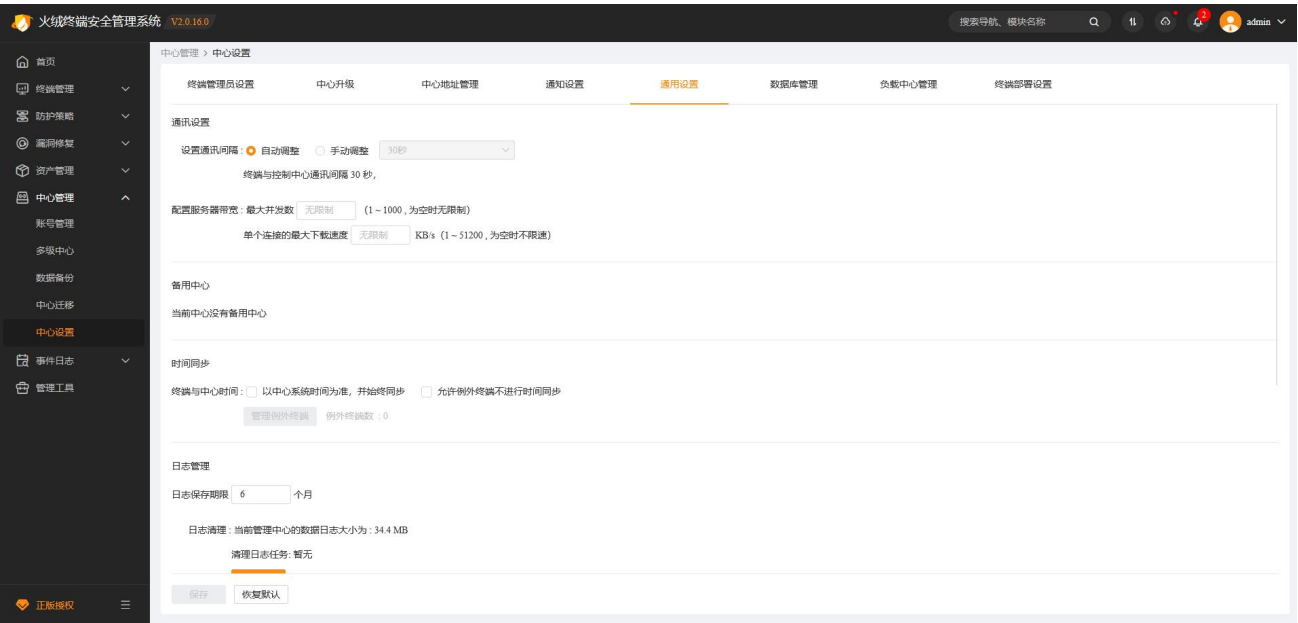 火绒终端安全管理系统 V2.0.16.0
搜索导航、模块名称
2
admin
首页
终端管理
防护策略
漏洞修复
资产管理
中心管理
账号管理
多级中心
数据备份
中心迁移
中心设置
事件日志
管理工具
正版授权
中心管理 > 中心设置
终端管理员设置 中心升级 中心地址管理 通知设置 通用设置 数据库管理 负载中心管理 终端部署设置
通讯设置
设置通讯间隔 : 自动调整 手动调整 30秒
终端与控制中心通讯间隔 30 秒,
配置服务器带宽 : 最大并发数 无限制 (1 ~ 1000 , 为空时无限制)
单个连接的最大下载速度 无限制 KB/s (1 ~ 51200 , 为空时不限速)
备用中心
当前中心没有备用中心
时间同步
终端与中心时间 : 以中心系统时间为准，并始终同步 允许例外终端不进行时间同步
管理例外终端 例外终端数 : 0
日志管理
日志保存期限 6 个月
日志清理 : 当前管理中心的数据日志大小为 : 34.4 MB
清理日志任务: 暂无
保存 恢复默认